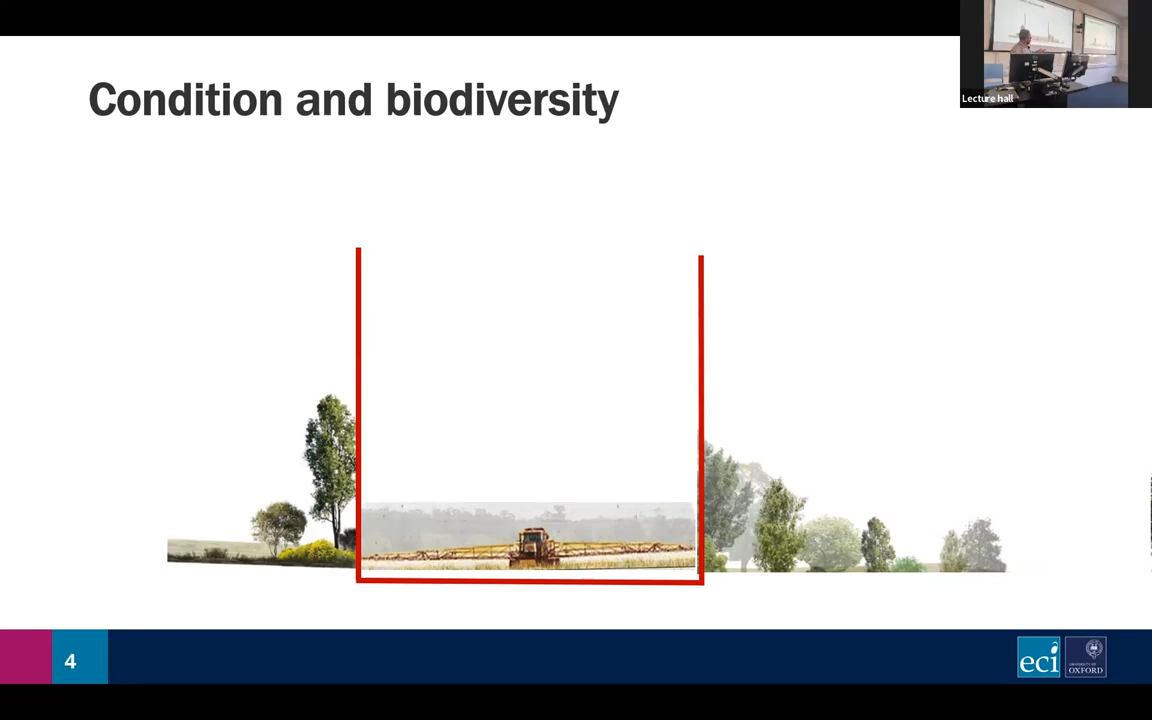 Condition and biodiversity
Lecture hall
4
eci
UNIVERSITY OF
OXFORD